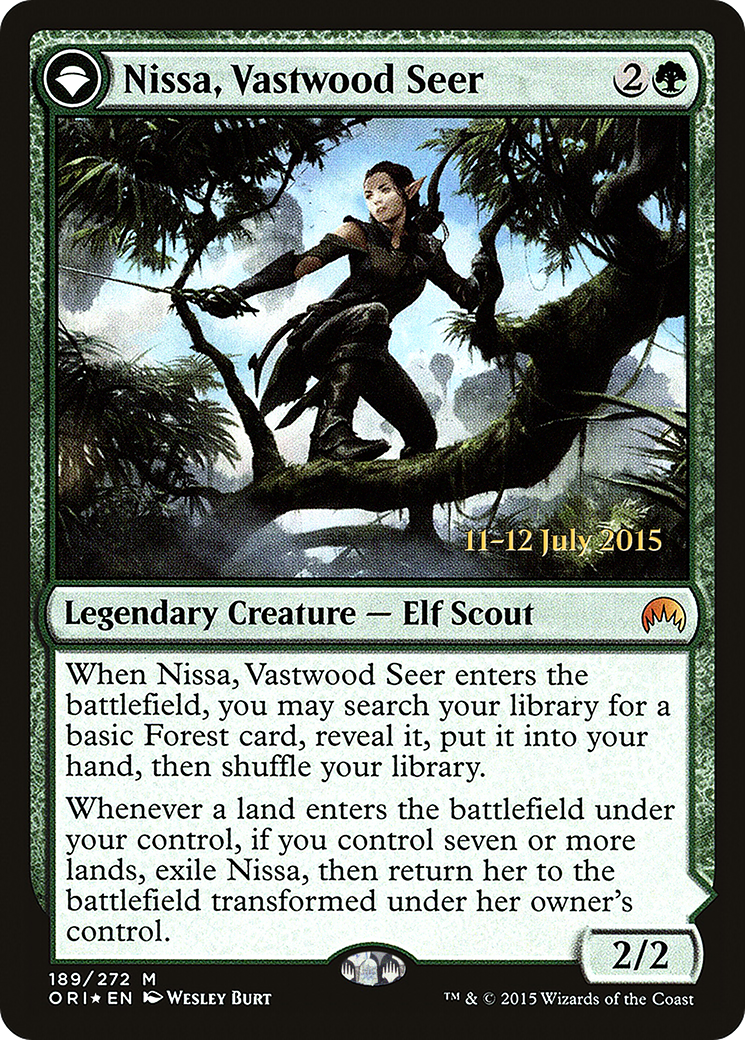 Nissa, Vastwood Seer 2
11–12 July 2015
Legendary Creature — Elf Scout
When Nissa, Vastwood Seer enters the
battlefield, you may search your library for a
basic Forest card, reveal it, put it into your
hand, then shuffle your library.
Whenever a land enters the battlefield under
your control, if you control seven or more
lands, exile Nissa, then return her to the
battlefield transformed under her owner's
control.
2/2
189/272 M
ORI★EN Wesley Burt
™ & © 2015 Wizards of the Coast